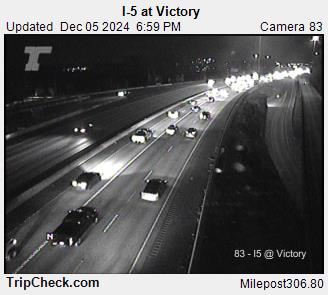 I-5 at Victory
Updated Dec 05 2024 6:59 PM Camera 83
T
N
83 - I5 @ Victory
TripCheck.com Milepost306.80